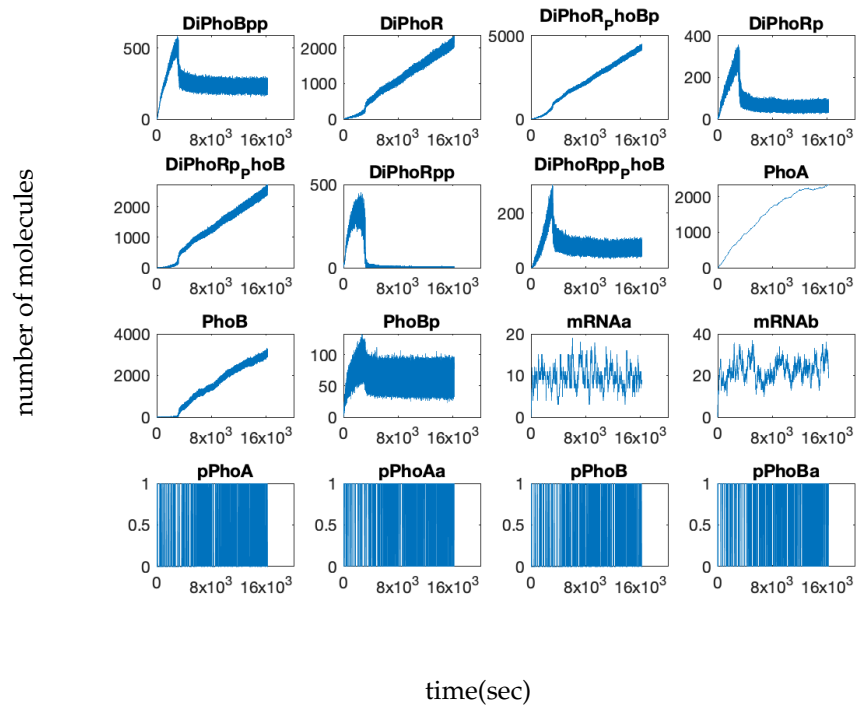 DiPhoBpp
DiPhoR
DiPhoR_PhoBp
DiPhoRp
500
0
0 8x10^3 16x10^3
2000
1000
0
0 8x10^3 16x10^3
5000
0
0 8x10^3 16x10^3
400
200
0
0 8x10^3 16x10^3
DiPhoRp_PhoB
DiPhoRpp
DiPhoRpp_PhoB
PhoA
2000
1000
0
0 8x10^3 16x10^3
500
0
0 8x10^3 16x10^3
200
0
0 8x10^3 16x10^3
2000
1000
0
0 8x10^3 16x10^3
number of molecules
PhoB
PhoBp
mRNAa
mRNAb
4000
2000
0
0 8x10^3 16x10^3
100
50
0
0 8x10^3 16x10^3
20
10
0
0 8x10^3 16x10^3
40
20
0
0 8x10^3 16x10^3
pPhoA
pPhoAa
pPhoB
pPhoBa
1
0.5
0
0 8x10^3 16x10^3
1
0.5
0
0 8x10^3 16x10^3
1
0.5
0
0 8x10^3 16x10^3
1
0.5
0
0 8x10^3 16x10^3
time(sec)